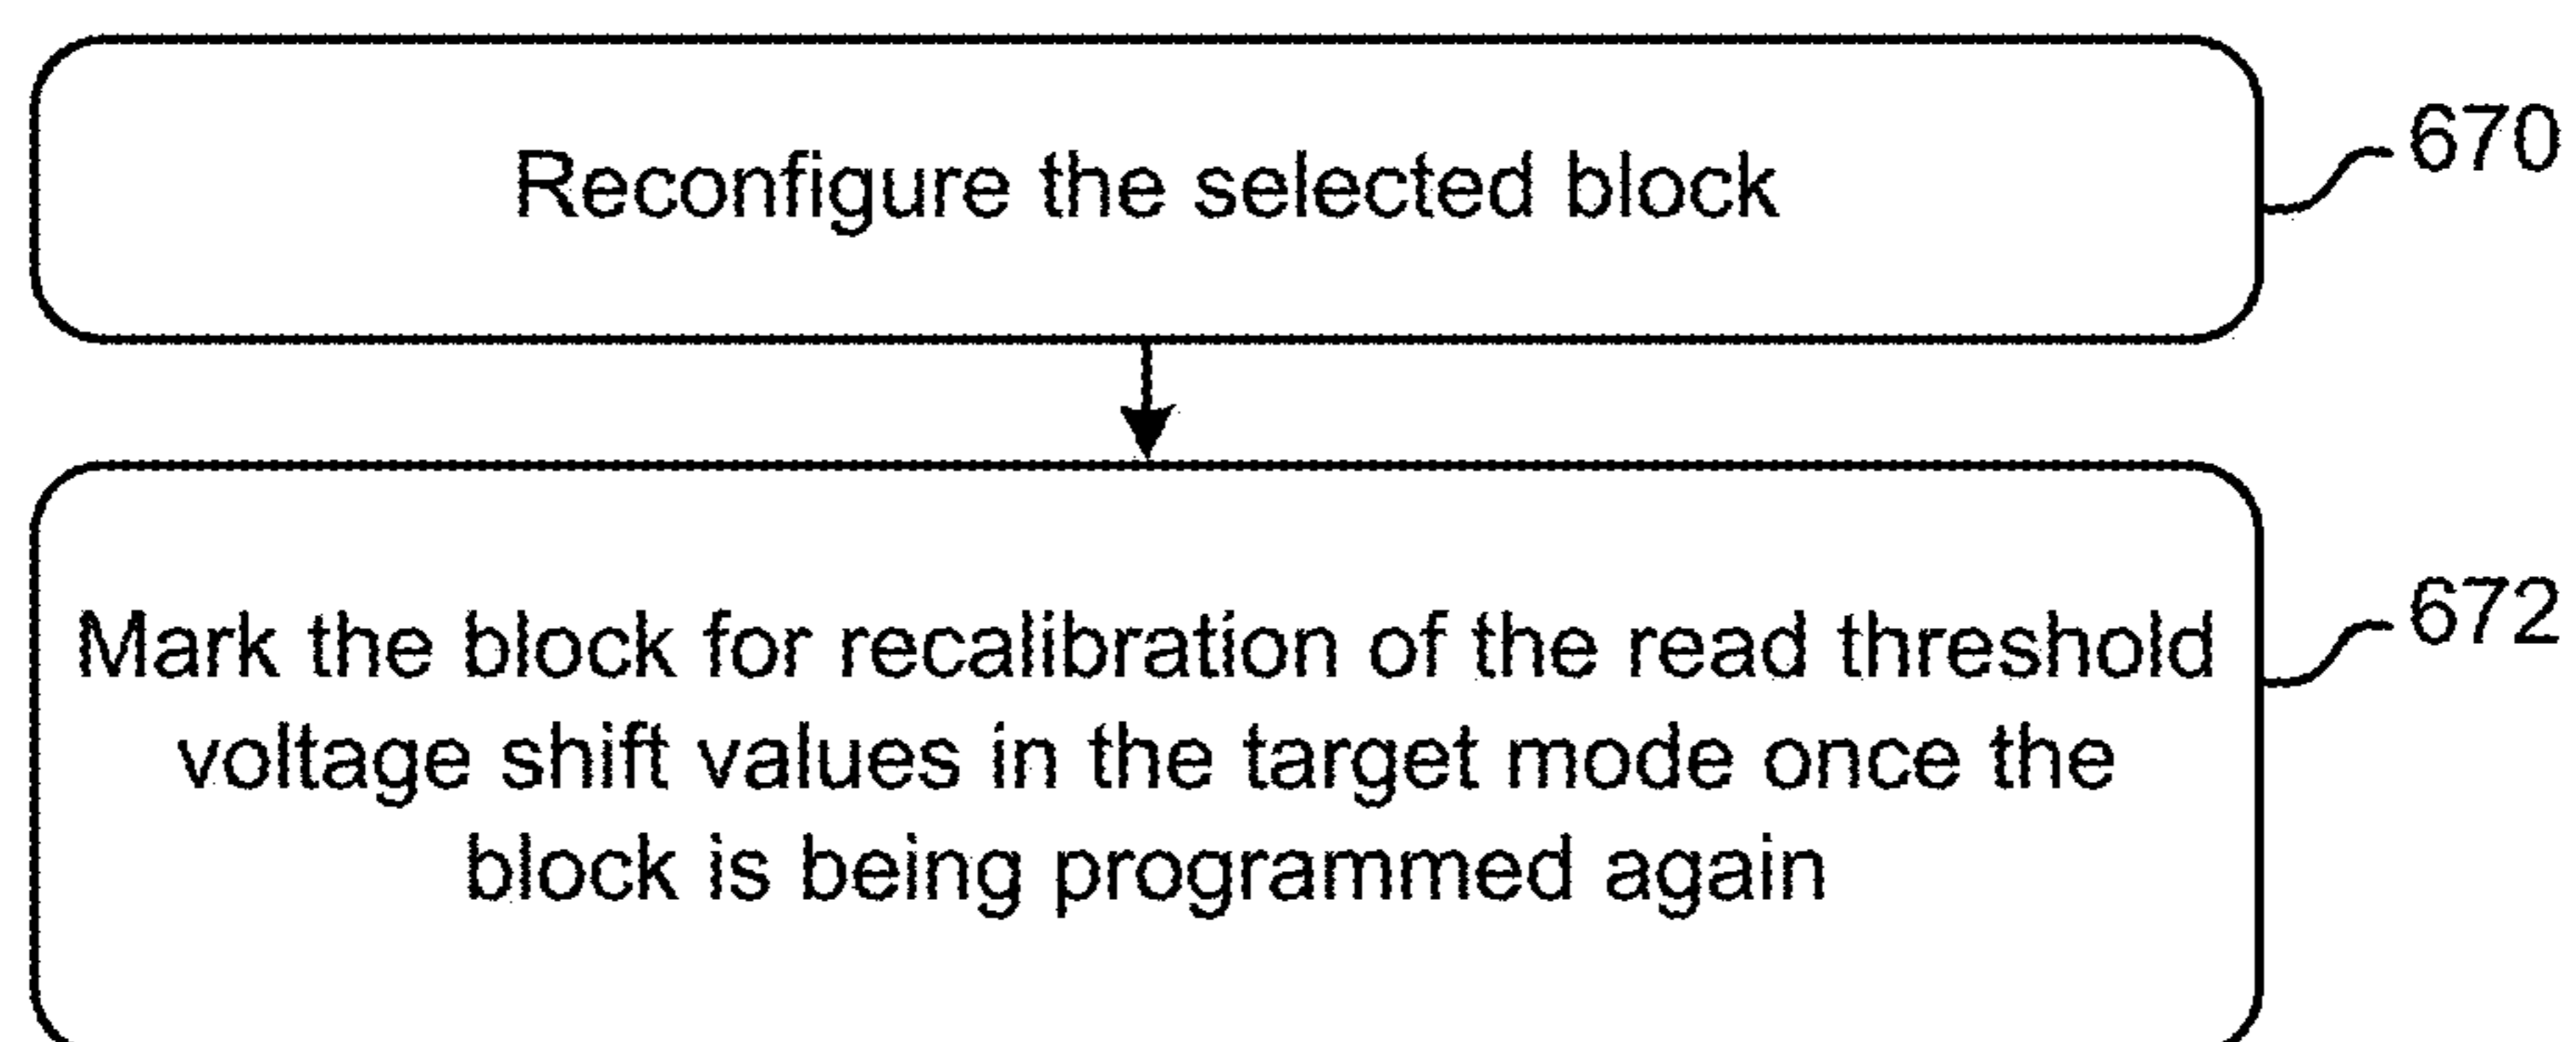 Reconfigure the selected block
670
Mark the block for recalibration of the read threshold
voltage shift values in the target mode once the
block is being programmed again
672